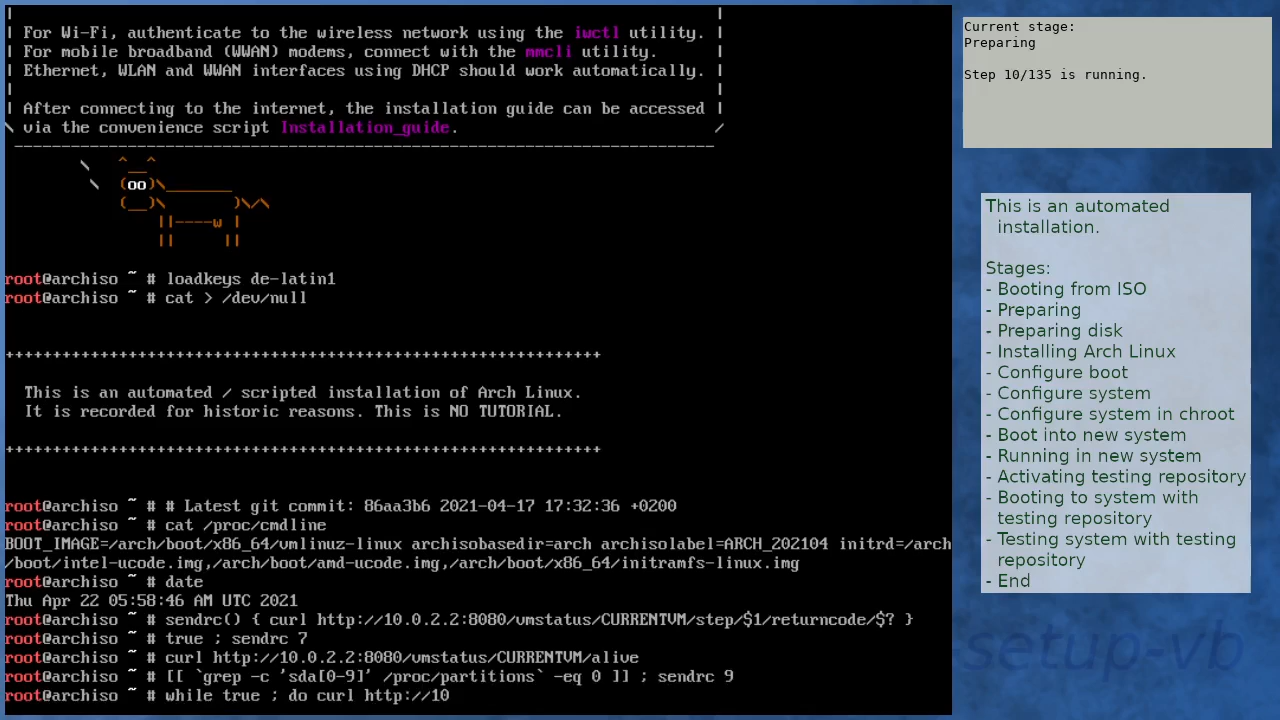 | For Wi-Fi, authenticate to the wireless network using the iwctl utility. |
| For mobile broadband (WWAN) modems, connect with the mmcli utility.
| Ethernet, WLAN and WWAN interfaces using DHCP should work automatically. |
| After connecting to the internet, the installation guide can be accessed |
\ via the convenience script Installation_guide. /
---------------------------------------------------------------------------
\ ^__^
\ (oo)\_______
(__)\ )\/\
||----w |
|| ||
root@archiso ~ # loadkeys de-latin1
root@archiso ~ # cat > /dev/null
+++++++++++++++++++++++++++++++++++++++++++++++++++++++++++++++
This is an automated / scripted installation of Arch Linux.
It is recorded for historic reasons. This is NO TUTORIAL.
+++++++++++++++++++++++++++++++++++++++++++++++++++++++++++++++
root@archiso ~ # # Latest git commit: 86aa3b6 2021-04-17 17:32:36 +0200
root@archiso ~ # cat /proc/cmdline
BOOT_IMAGE=/arch/boot/x86_64/vmlinuz-linux archisobasedir=arch archisolabel=ARCH_202104 initrd=/arch
/boot/intel-ucode.img,/arch/boot/amd-ucode.img,/arch/boot/x86_64/initramfs-linux.img
root@archiso ~ # date
Thu Apr 22 05:58:46 AM UTC 2021
root@archiso ~ # sendrc() { curl http://10.0.2.2:8080/vmstatus/CURRENTVM/step/$1/returncode/$? }
root@archiso ~ # true ; sendrc 7
root@archiso ~ # curl http://10.0.2.2:8080/vmstatus/CURRENTVM/alive
root@archiso ~ # [[ `grep -c 'sda[0-9]' /proc/partitions` -eq 0 ]] ; sendrc 9
root@archiso ~ # while true ; do curl http://10
Current stage:
Preparing
Step 10/135 is running.
This is an automated
installation.
Stages:
- Booting from ISO
- Preparing
- Preparing disk
- Installing Arch Linux
- Configure boot
- Configure system
- Configure system in chroot
- Boot into new system
- Running in new system
- Activating testing repository
- Booting to system with
testing repository
- Testing system with testing
repository
- End
-setup-vb